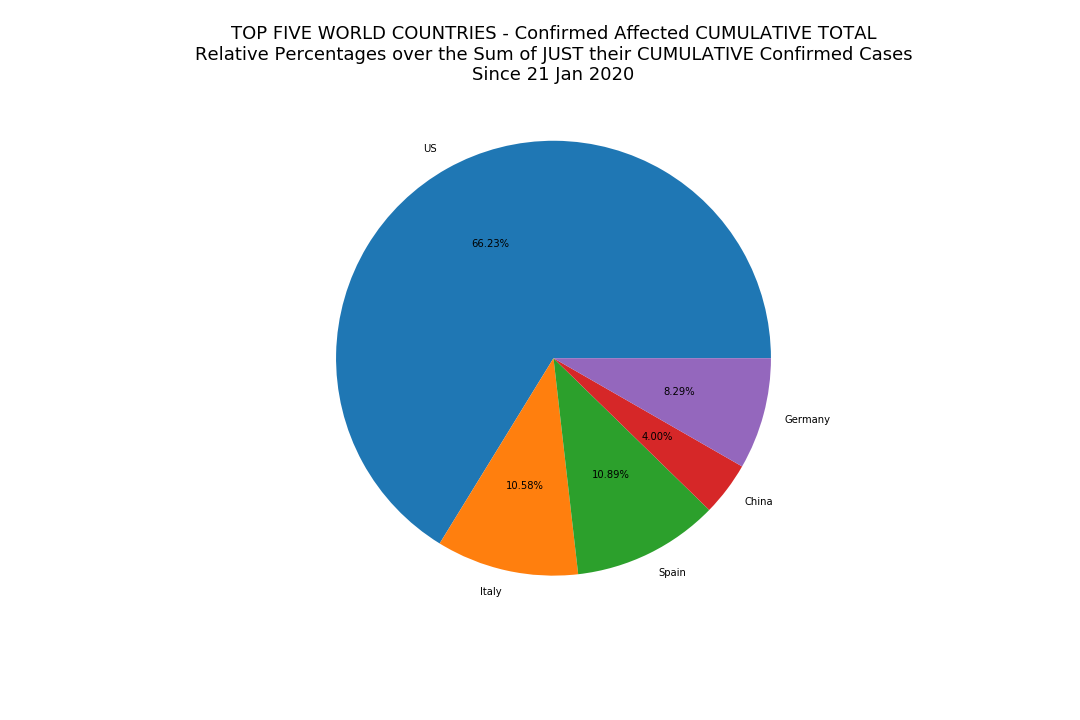 TOP FIVE WORLD COUNTRIES - Confirmed Affected CUMULATIVE TOTAL
Relative Percentages over the Sum of JUST their CUMULATIVE Confirmed Cases
Since 21 Jan 2020
US
66.23%
8.29%
Germany
4.00%
China
10.89%
Spain
10.58%
Italy